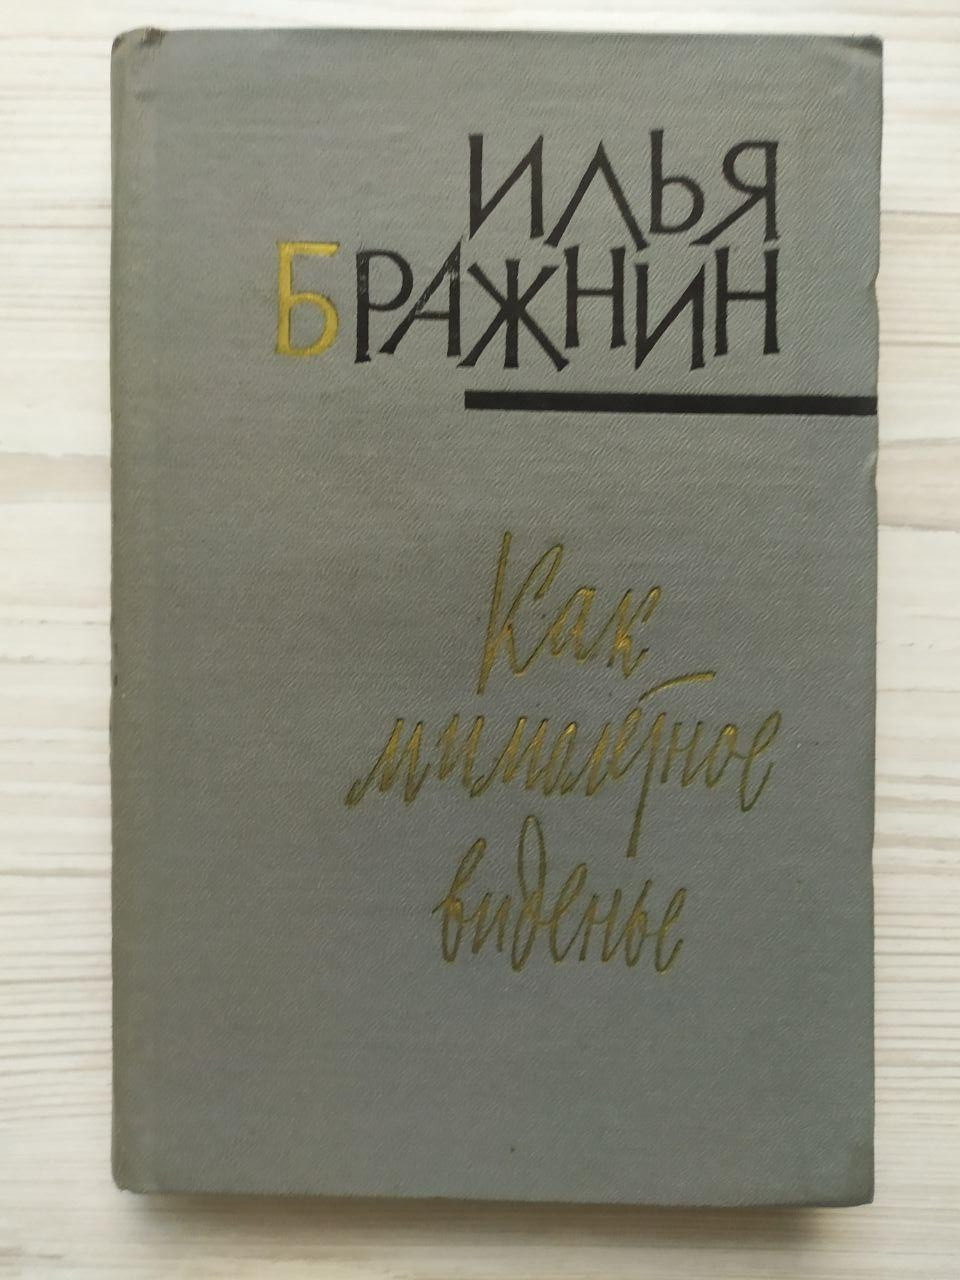 ИЛЬЯ
БРАЖНИН
Как
мимолетное
виденье